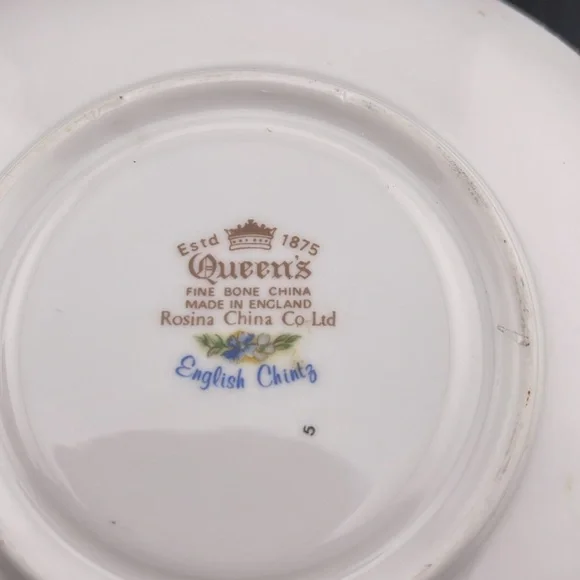 Estd 1875
Queen's
FINE BONE CHINA
MADE IN ENGLAND
Rosina China Co Ltd
English Chintz
5